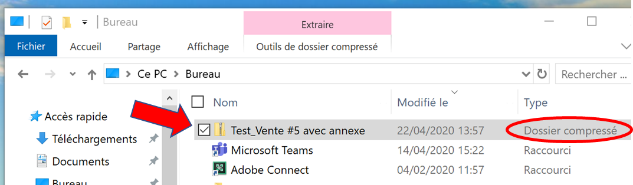 Bureau
Extraire
Fichier Accueil Partage Affichage Outils de dossier compressé
Ce PC > Bureau Rechercher ...
Accès rapide
Téléchargements
Documents
Bureau
Nom Modifié le Type
Test_Vente #5 avec annexe 22/04/2020 13:57 Dossier compressé
Microsoft Teams 14/04/2020 15:22 Raccourci
Adobe Connect 04/02/2020 11:57 Raccourci